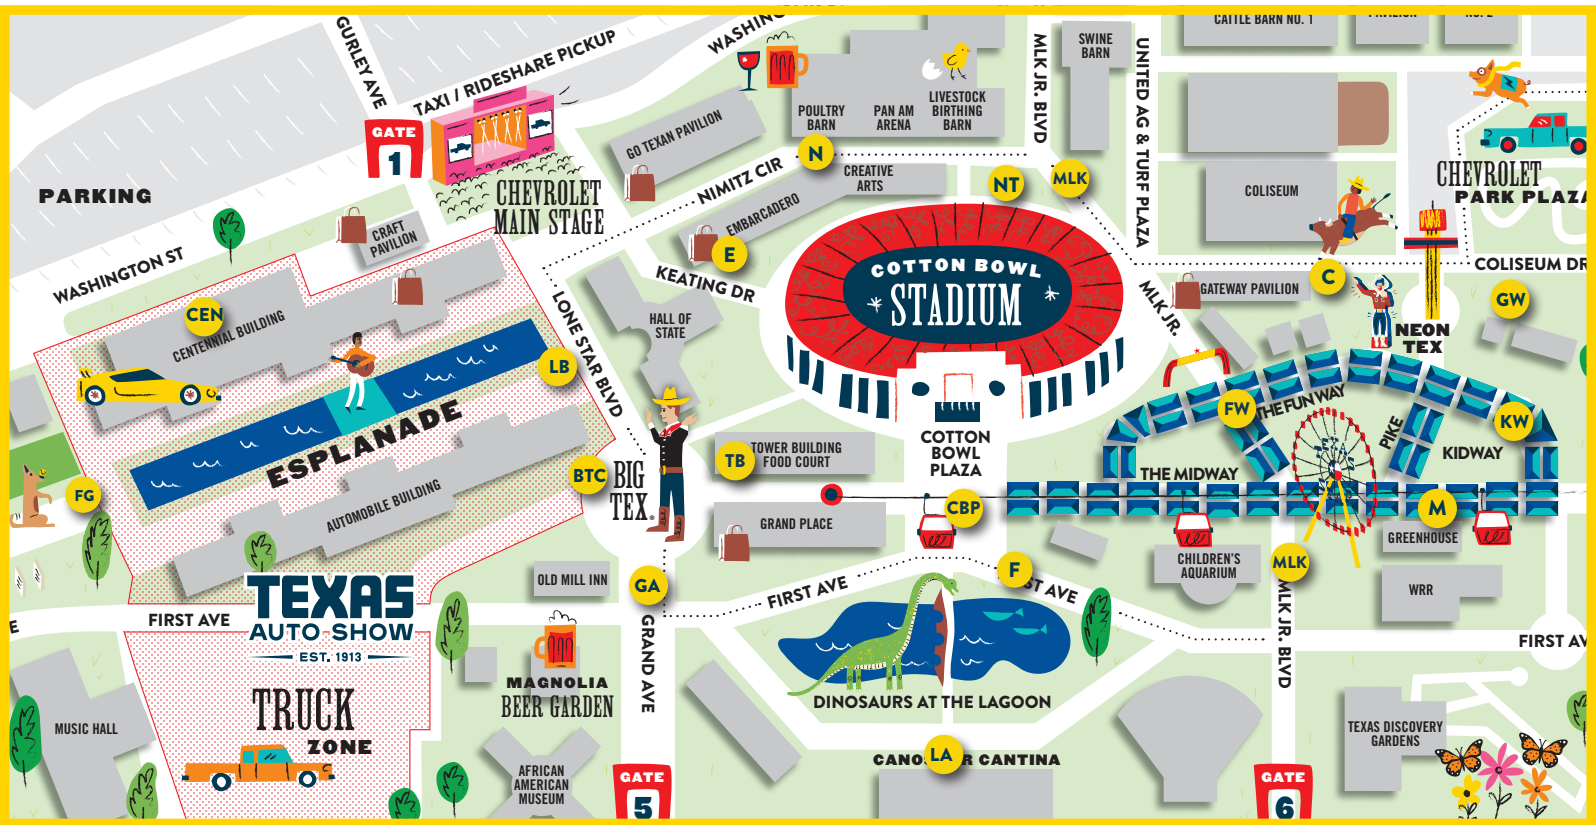 CATTLE BARN NO. 1
GURLEY AVE
TAXI / RIDESHARE PICKUP
MLK JR. BLVD
SWINE
BARN
UNITED AG & TURF PLAZA
GATE
1
POULTRY
BARN
PAN AM
ARENA
LIVESTOCK
BIRTHING
BARN
GO TEXAN PAVILION
N
NIMITZ CIR
CREATIVE
ARTS
NT
MLK
PARKING
CHEVROLET
MAIN STAGE
CHEVROLET
PARK PLAZA
COLISEUM
CRAFT
PAVILION
EMBARCADERO
E
WASHINGTON ST
KEATING DR
COTTON BOWL
STADIUM
COLISEUM DR
C
GATEWAY PAVILION
MLK JR.
GW
NEON
TEX
CEN
CENTENNIAL BUILDING
LONE STAR BLVD
HALL OF
STATE
LB
ESPLANADE
FW
THE FUN WAY
PIKE
KW
KIDWAY
COTTON
BOWL
PLAZA
TB
TOWER BUILDING
FOOD COURT
THE MIDWAY
BTC
BIG
TEX
FG
AUTOMOBILE BUILDING
GRAND PLACE
CBP
M
GREENHOUSE
CHILDREN'S
AQUARIUM
MLK
OLD MILL INN
GA
FIRST AVE
F
ST AVE
WRR
MLK JR. BLVD
FIRST AV
E
FIRST AVE
TEXAS
AUTO SHOW
EST. 1913
GRAND AVE
MAGNOLIA
BEER GARDEN
DINOSAURS AT THE LAGOON
TRUCK
ZONE
MUSIC HALL
TEXAS DISCOVERY
GARDENS
LA
R CANTINA
AFRICAN
AMERICAN
MUSEUM
GATE
5
GATE
6